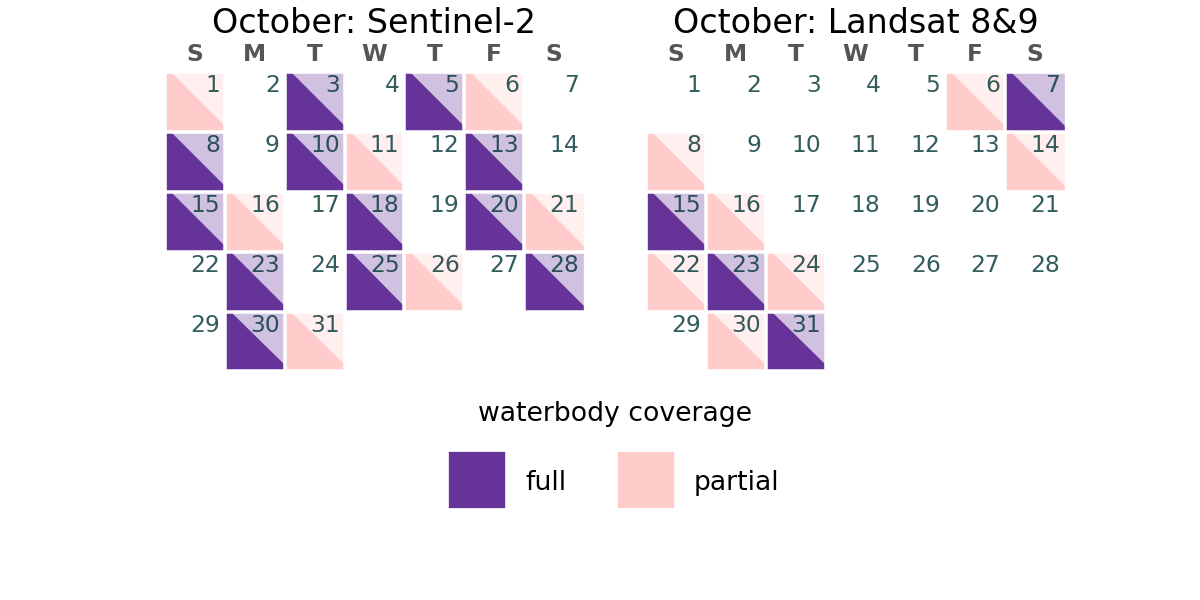 October: Sentinel-2
S M T W T F S
1 2 3 4 5 6 7
8 9 10 11 12 13 14
15 16 17 18 19 20 21
22 23 24 25 26 27 28
29 30 31
October: Landsat 8&9
S M T W T F S
1 2 3 4 5 6 7
8 9 10 11 12 13 14
15 16 17 18 19 20 21
22 23 24 25 26 27 28
29 30 31
waterbody coverage
full partial